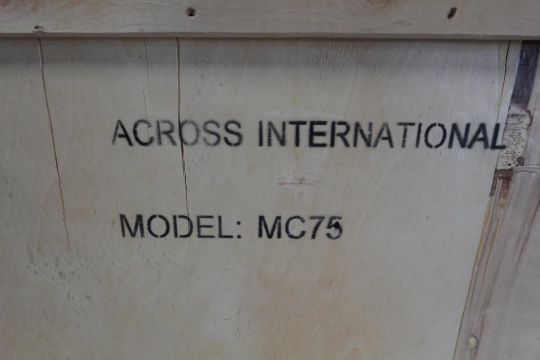 ACROSS INTERNATIONAL
MODEL: MC75